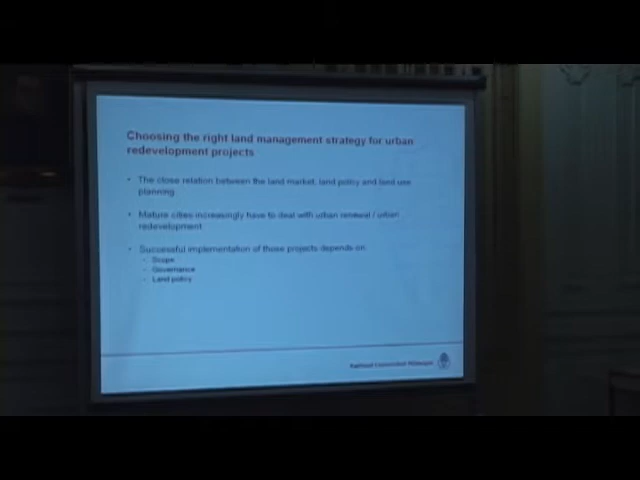 Choosing the right land management strategy for urban
redevelopment projects
• The close relation between the land market, land policy and land use
planning
• Mature cities increasingly have to deal with urban renewal / urban
redevelopment
• Successful implementation of those projects depends on
– Scope
– Governance
– Land policy